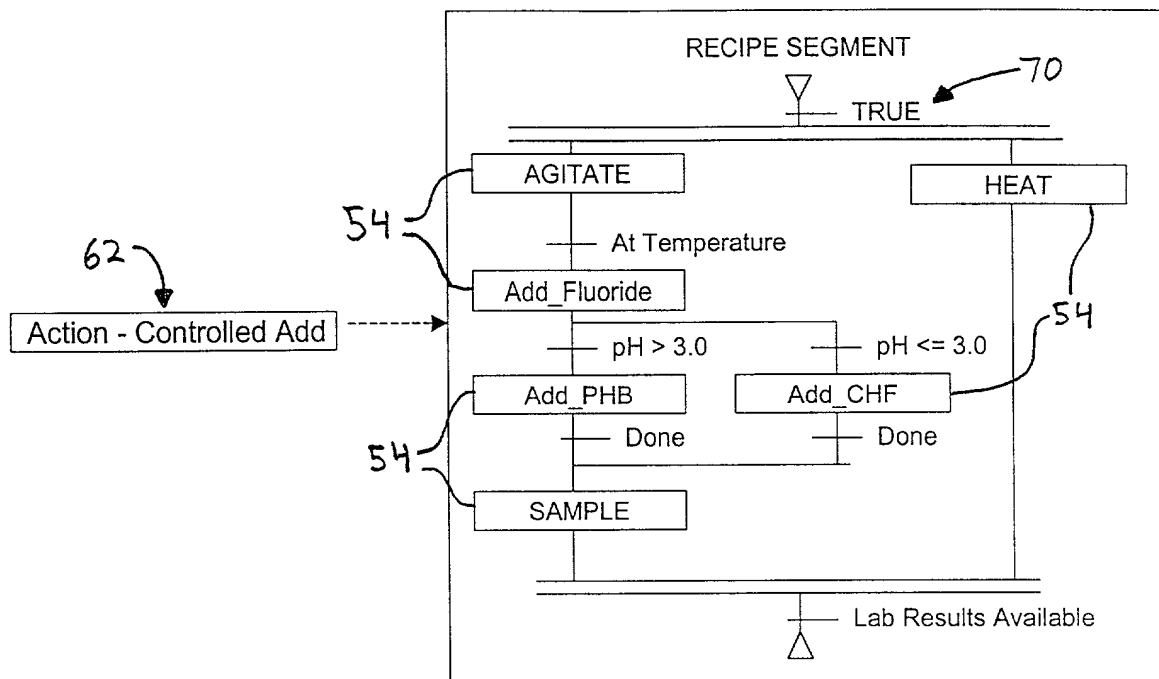 RECIPE SEGMENT
70
TRUE
AGITATE
HEAT
54
At Temperature
62
Add_Fluoride
54
Action - Controlled Add
pH > 3.0
pH <= 3.0
Add_PHB
Add_CHF
Done
Done
54
SAMPLE
Lab Results Available